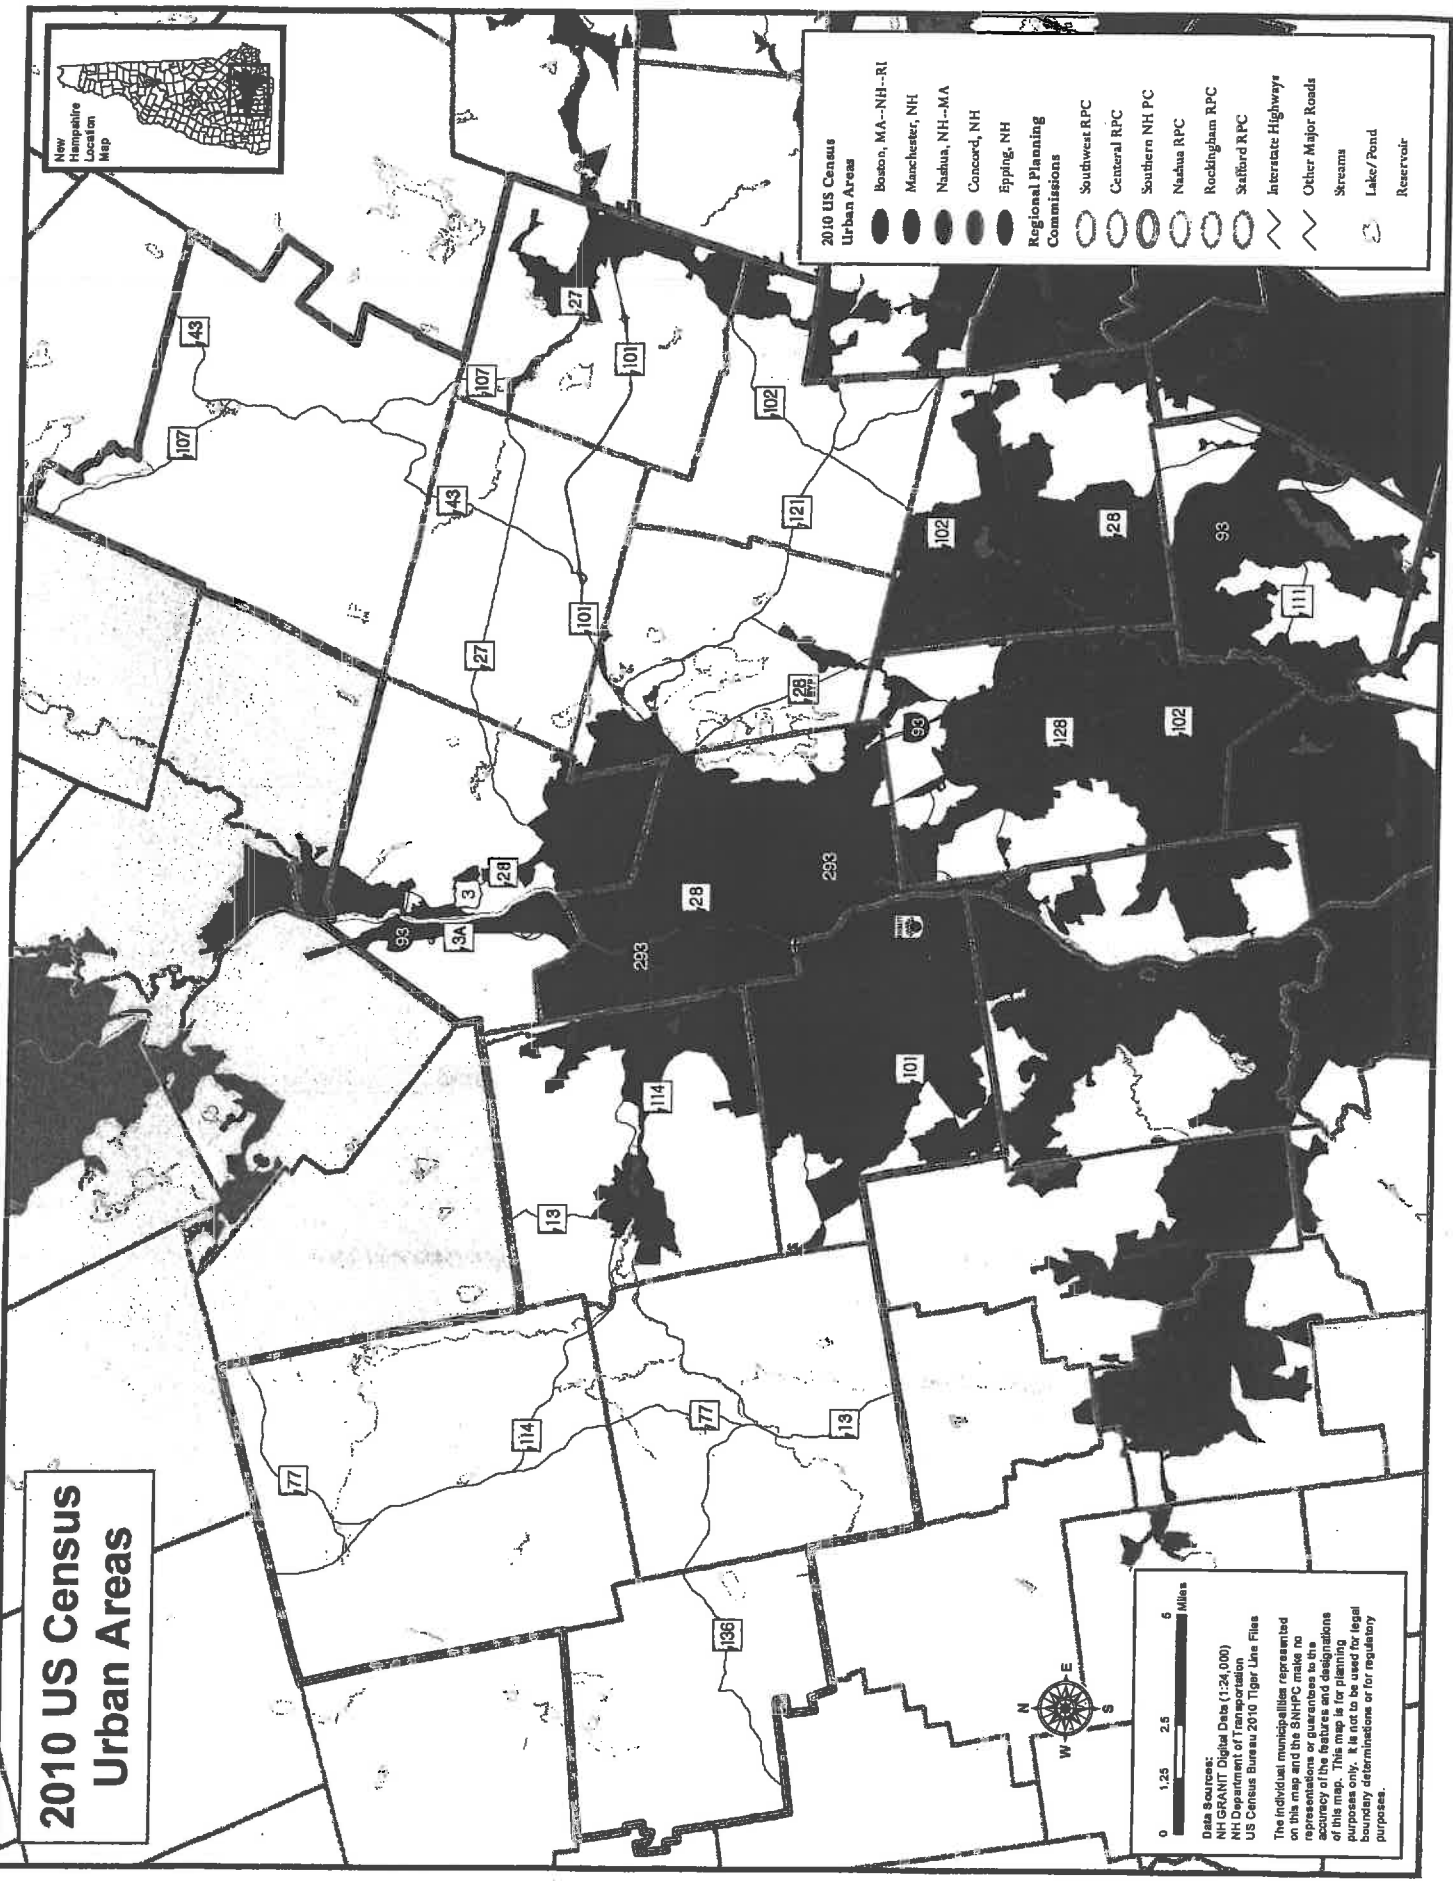 2010 US Census
Urban Areas
New
Hampshire
Location
Map
2010 US Census
Urban Areas
Boston, MA--NH--RI
Manchester, NH
Nashua, NH--MA
Concord, NH
Epping, NH
Regional Planning
Commissions
Southwest RPC
Centeral RPC
Southern NH PC
Nashua RPC
Rockingham RPC
Stafford RPC
Interstate Highways
Other Major Roads
Streams
Lake/Pond
Reservoir
77
114
136
77
13
13
114
101
293
293
28
3A
93
3
28
27
43
107
43
107
27
101
101
102
121
28
BYP
93
128
102
102
28
93
111
N
W
E
S
0
1.25
2.5
5
Miles
Data Sources:
NH GRANIT Digital Data (1:24,000)
NH Department of Transportation
US Census Bureau 2010 Tiger Line Files
The individual municipalities represented
on this map and the SNHPC make no
representations or guarantees to the
accuracy of the features and designations
of this map. This map is for planning
purposes only. It is not to be used for legal
boundary determinations or for regulatory
purposes.